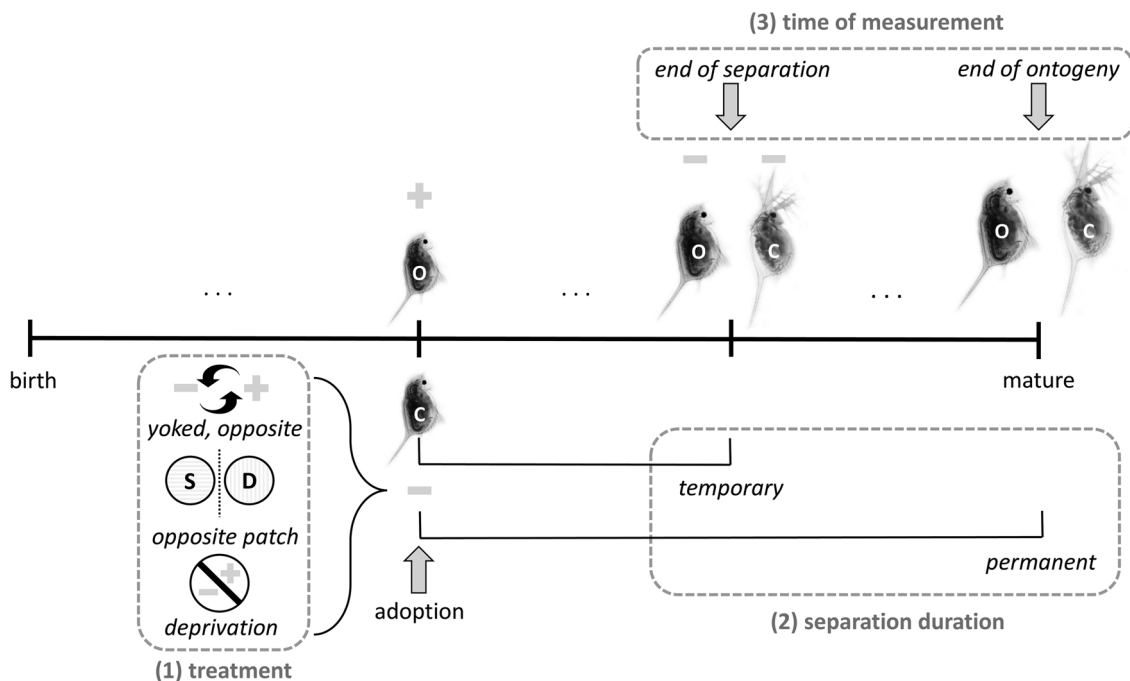 (3) time of measurement
end of separation
end of ontogeny
− −
+
O
O
C
O
C
...
...
...
birth
mature
− +
yoked, opposite
S
D
opposite patch
+
−
deprivation
(1) treatment
C
−
adoption
temporary
permanent
(2) separation duration